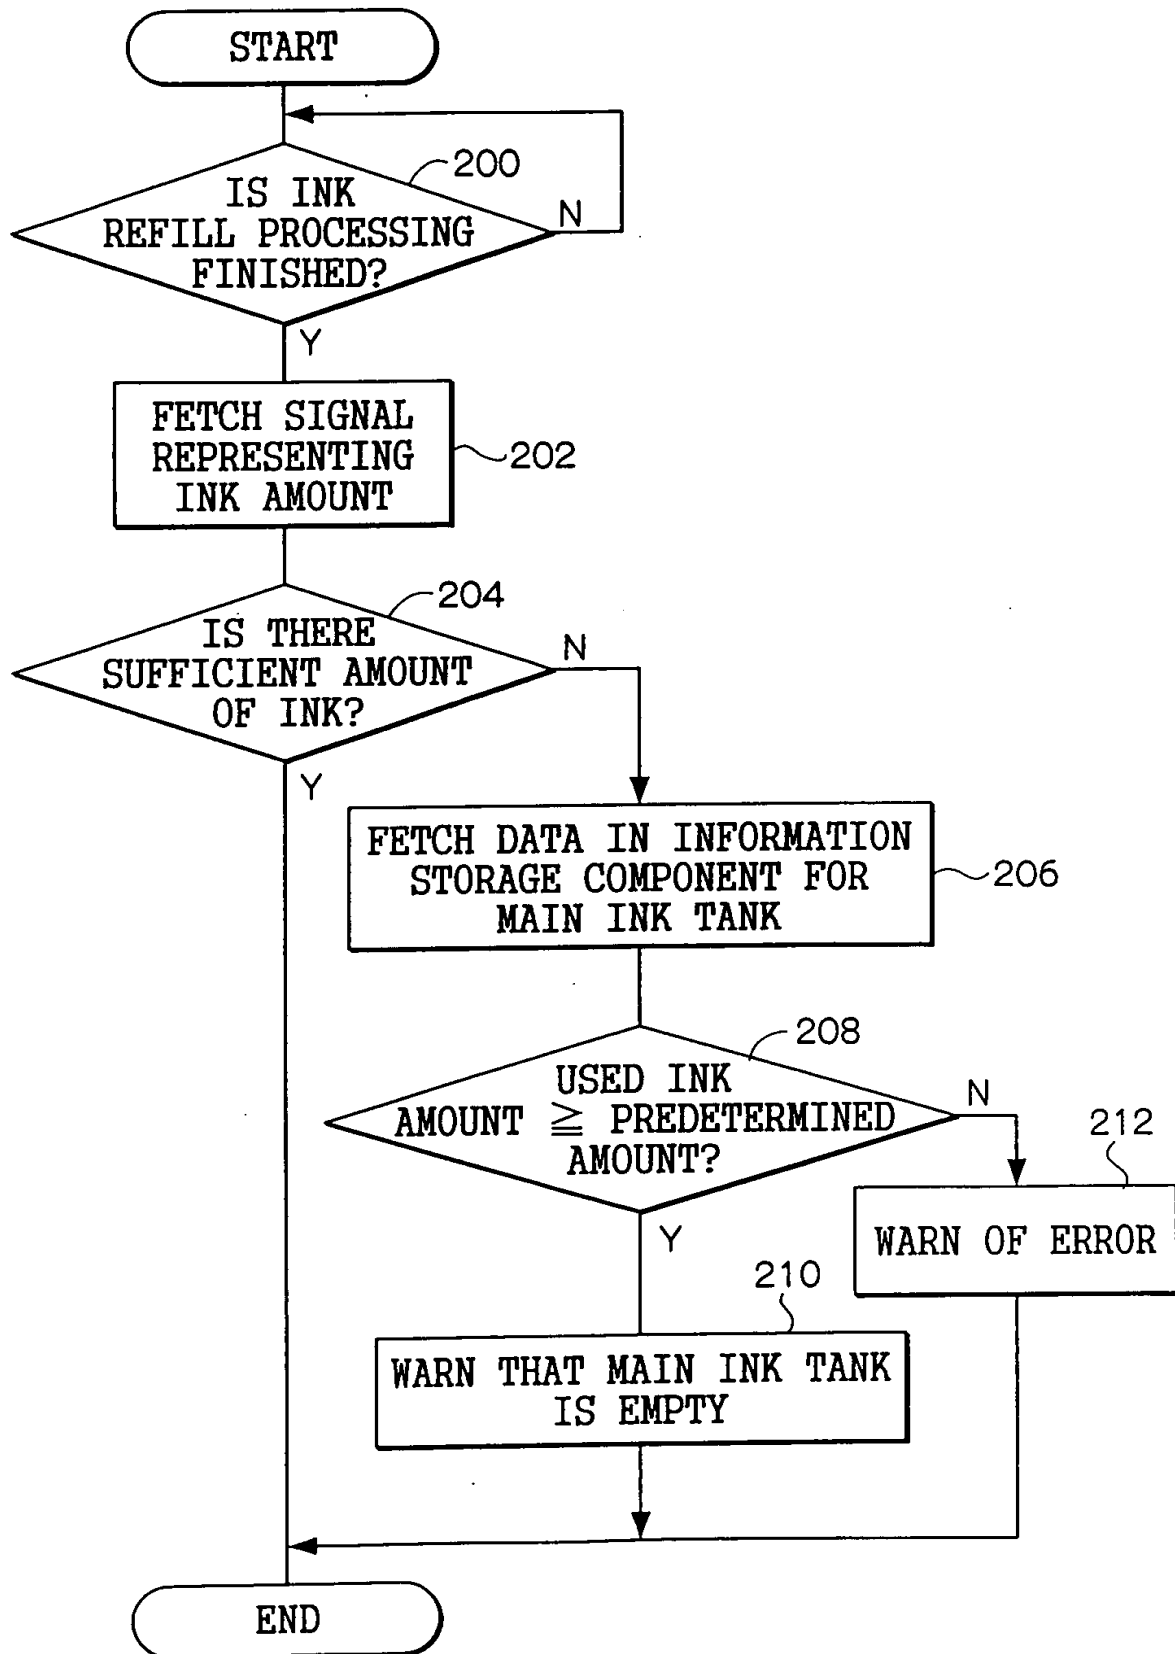 START
200
IS INK
REFILL PROCESSING
FINISHED?
N
Y
FETCH SIGNAL
REPRESENTING
INK AMOUNT
202
204
IS THERE
SUFFICIENT AMOUNT
OF INK?
N
Y
FETCH DATA IN INFORMATION
STORAGE COMPONENT FOR
MAIN INK TANK
206
208
USED INK
AMOUNT ≧ PREDETERMINED
AMOUNT?
N
Y
212
WARN OF ERROR
210
WARN THAT MAIN INK TANK
IS EMPTY
END